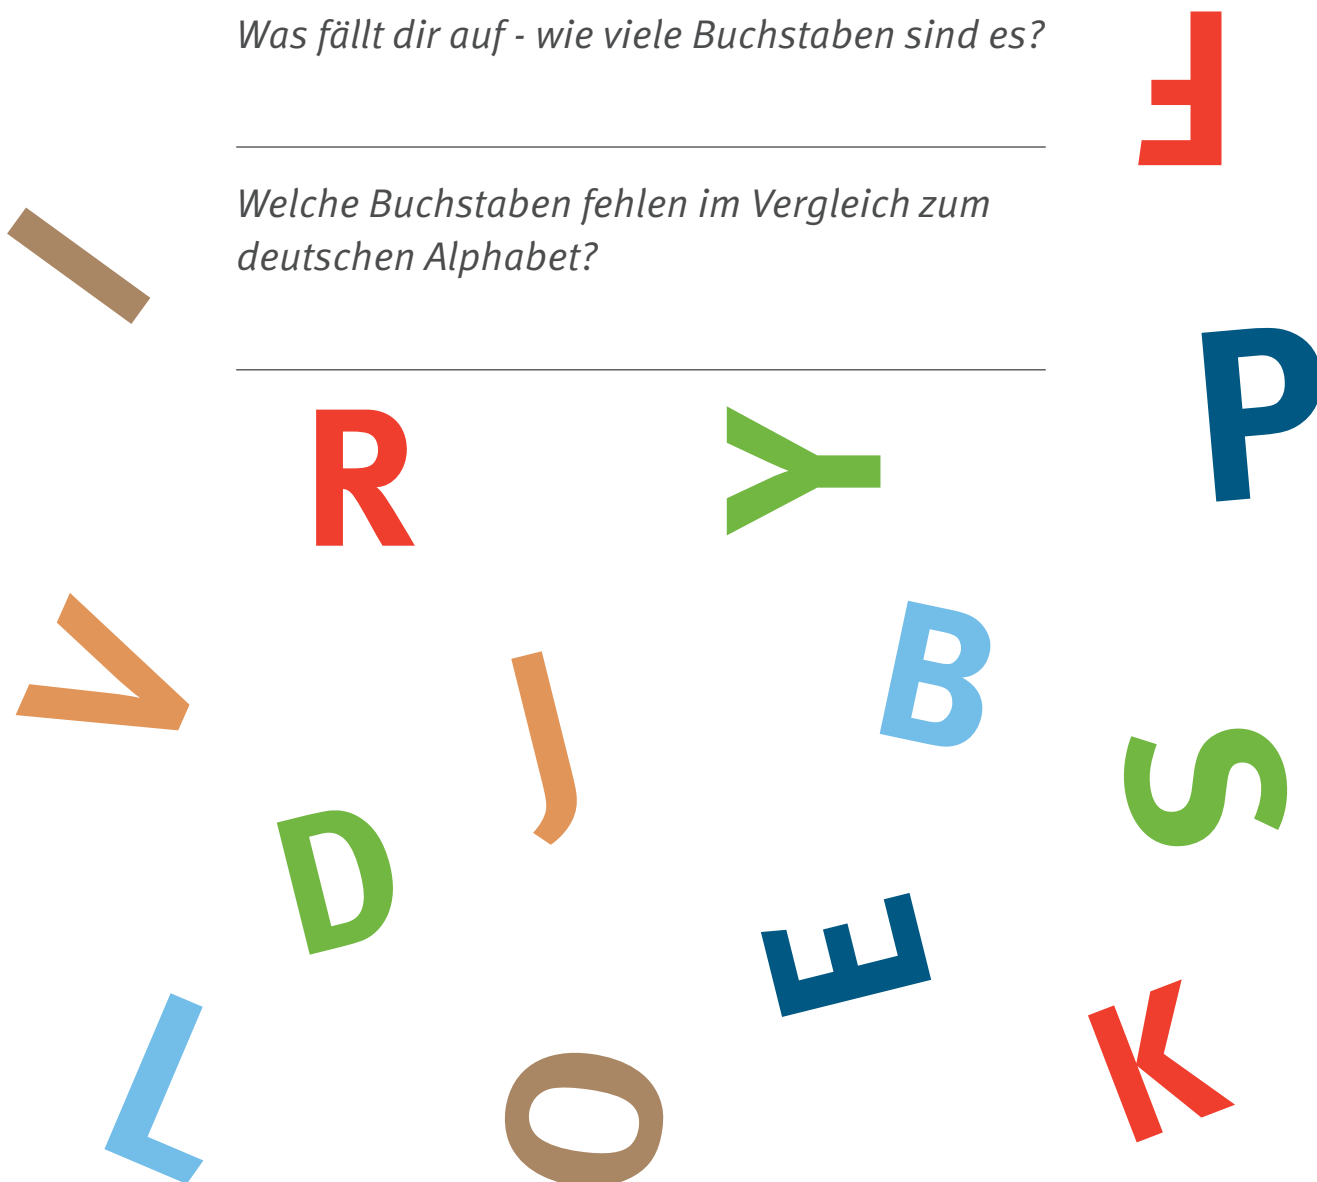 Was fällt dir auf - wie viele Buchstaben sind es?
F
Welche Buchstaben fehlen im Vergleich zum
deutschen Alphabet?
I
P
R
Y
V
J
B
S
D
E
L
O
K